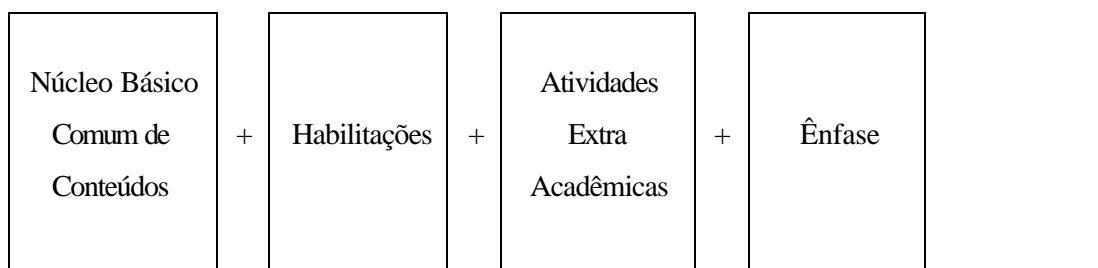 Núcleo Básico
Comum de
Conteúdos
+
Habilitações
+
Atividades
Extra
Acadêmicas
+
Ênfase